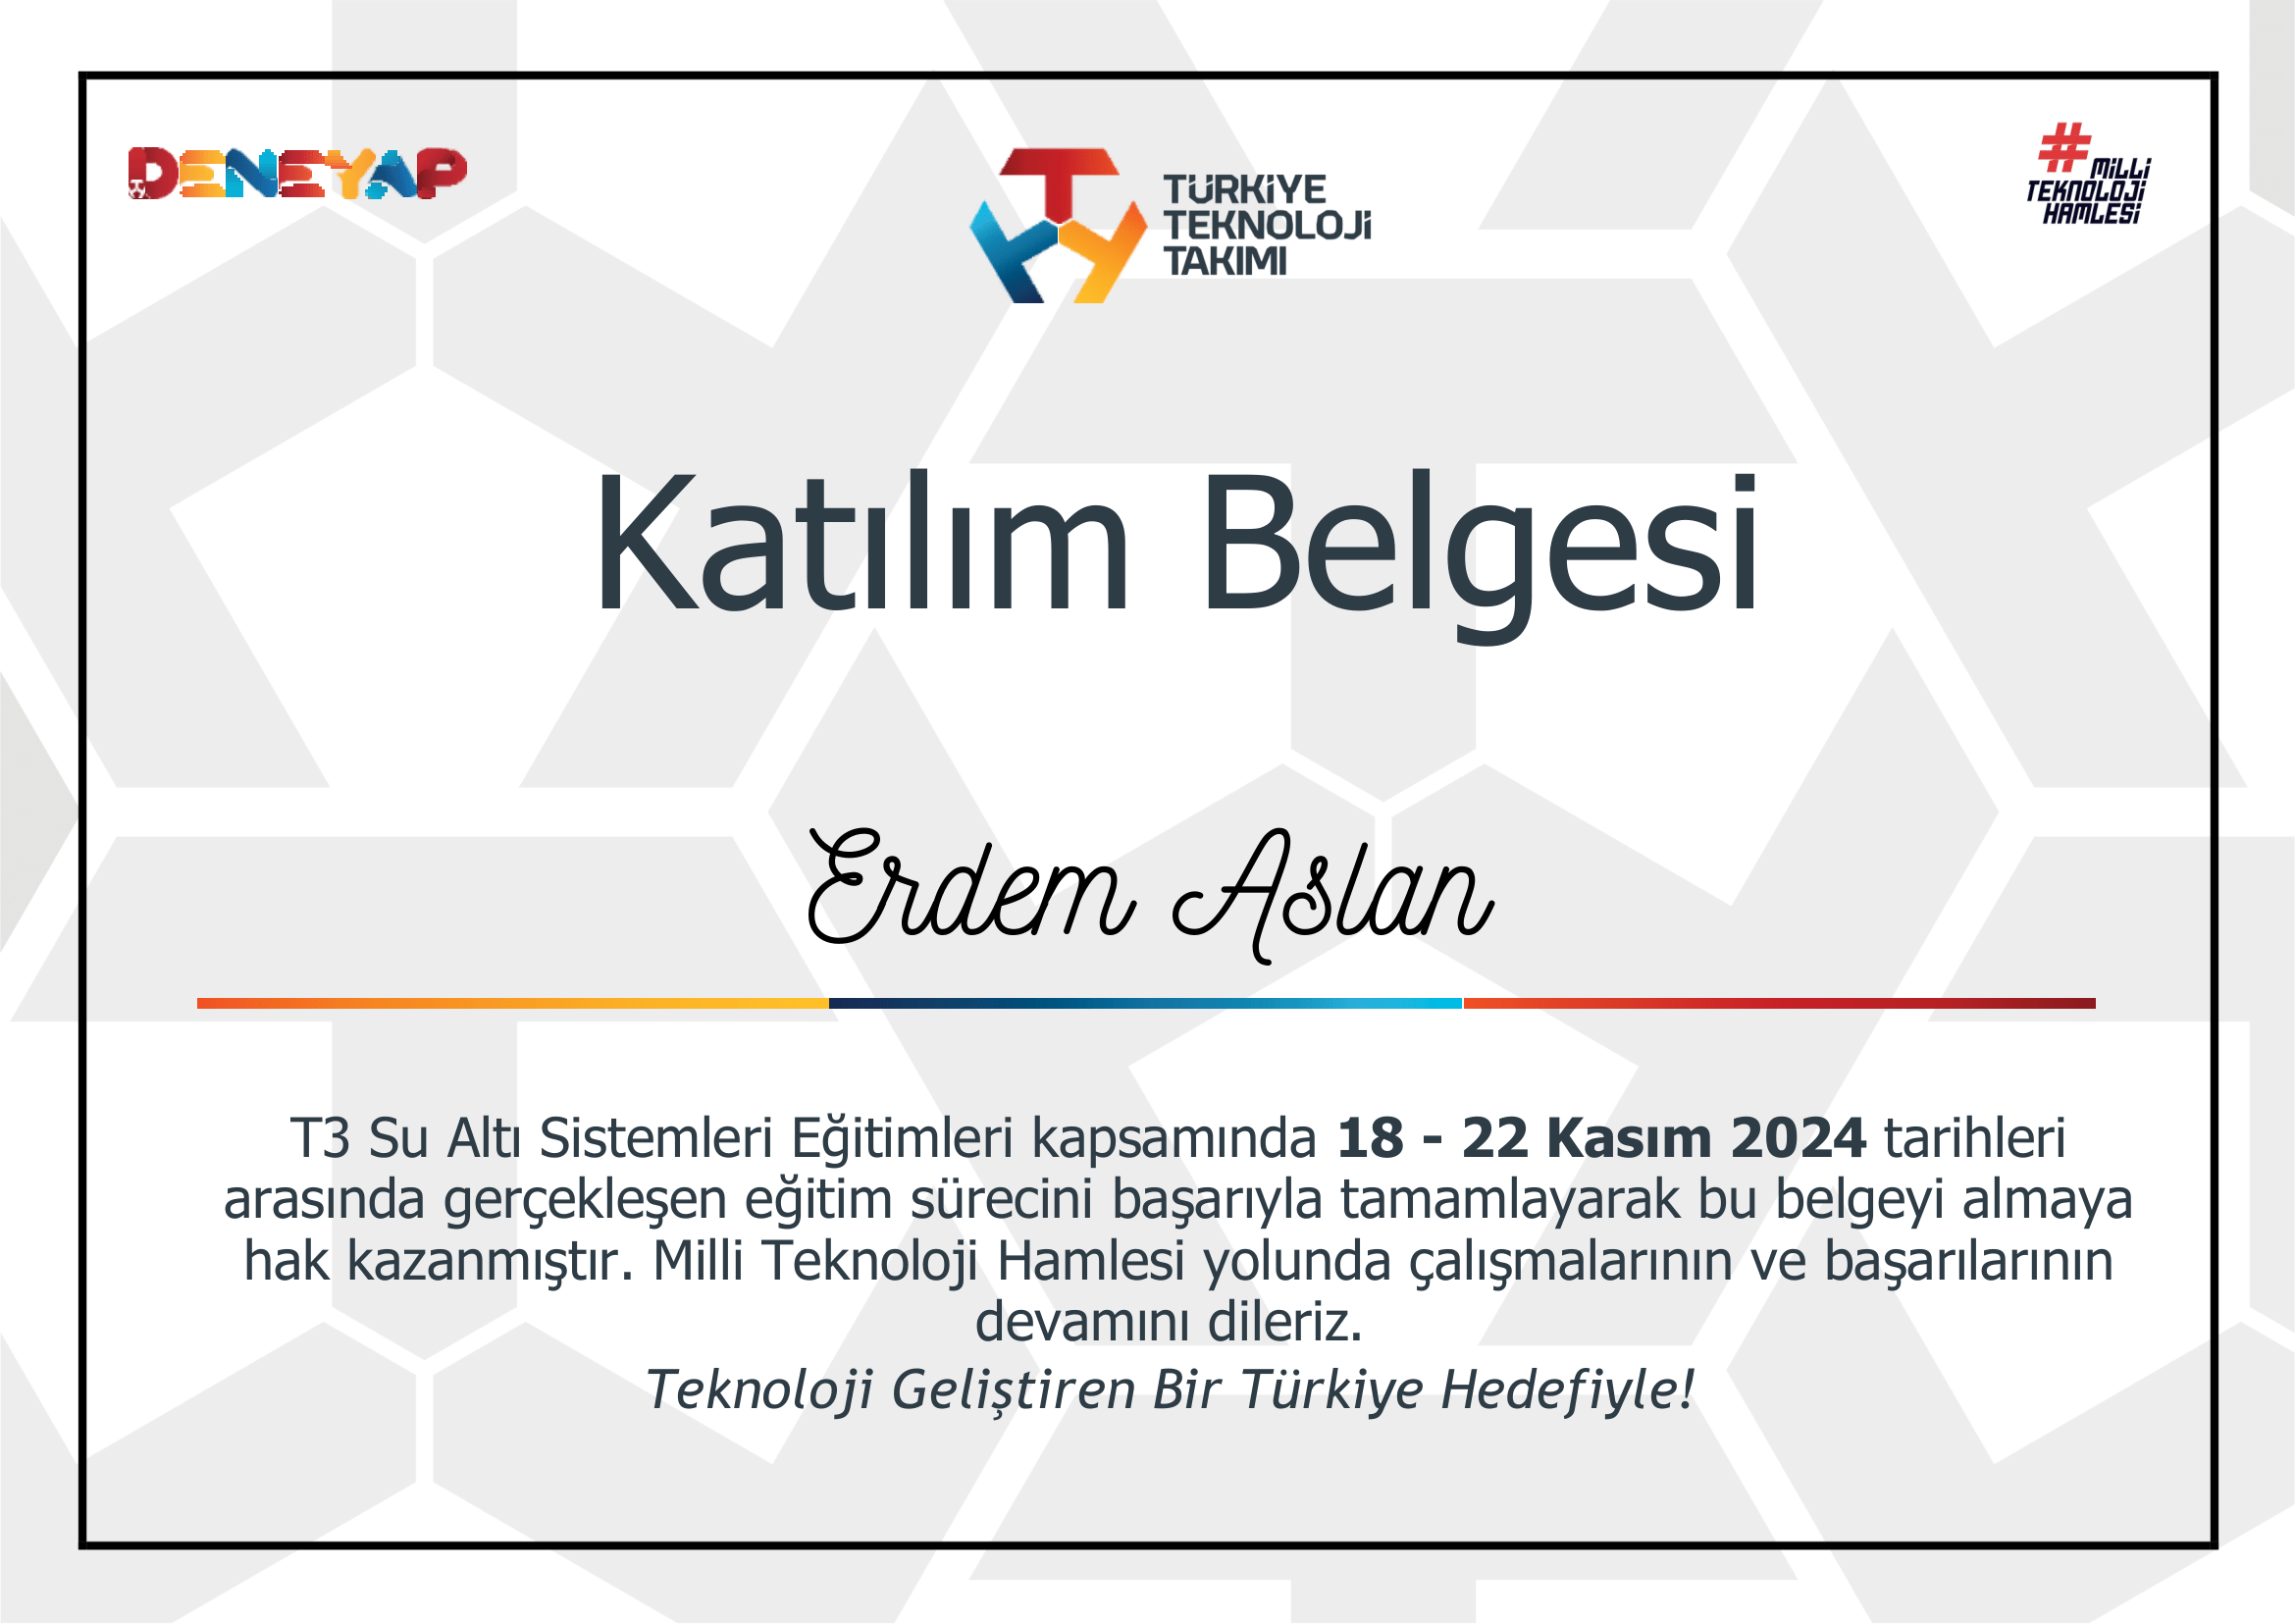 DENEYAP
TÜRKİYE
TEKNOLOJİ
TAKIMI
#MİLLİ
TEKNOLOJİ
HAMLESİ
Katılım Belgesi
Erdem Aslan
T3 Su Altı Sistemleri Eğitimleri kapsamında 18 - 22 Kasım 2024 tarihleri
arasında gerçekleşen eğitim sürecini başarıyla tamamlayarak bu belgeyi almaya
hak kazanmıştır. Milli Teknoloji Hamlesi yolunda çalışmalarının ve başarılarının
devamını dileriz.
Teknoloji Geliştiren Bir Türkiye Hedefiyle!